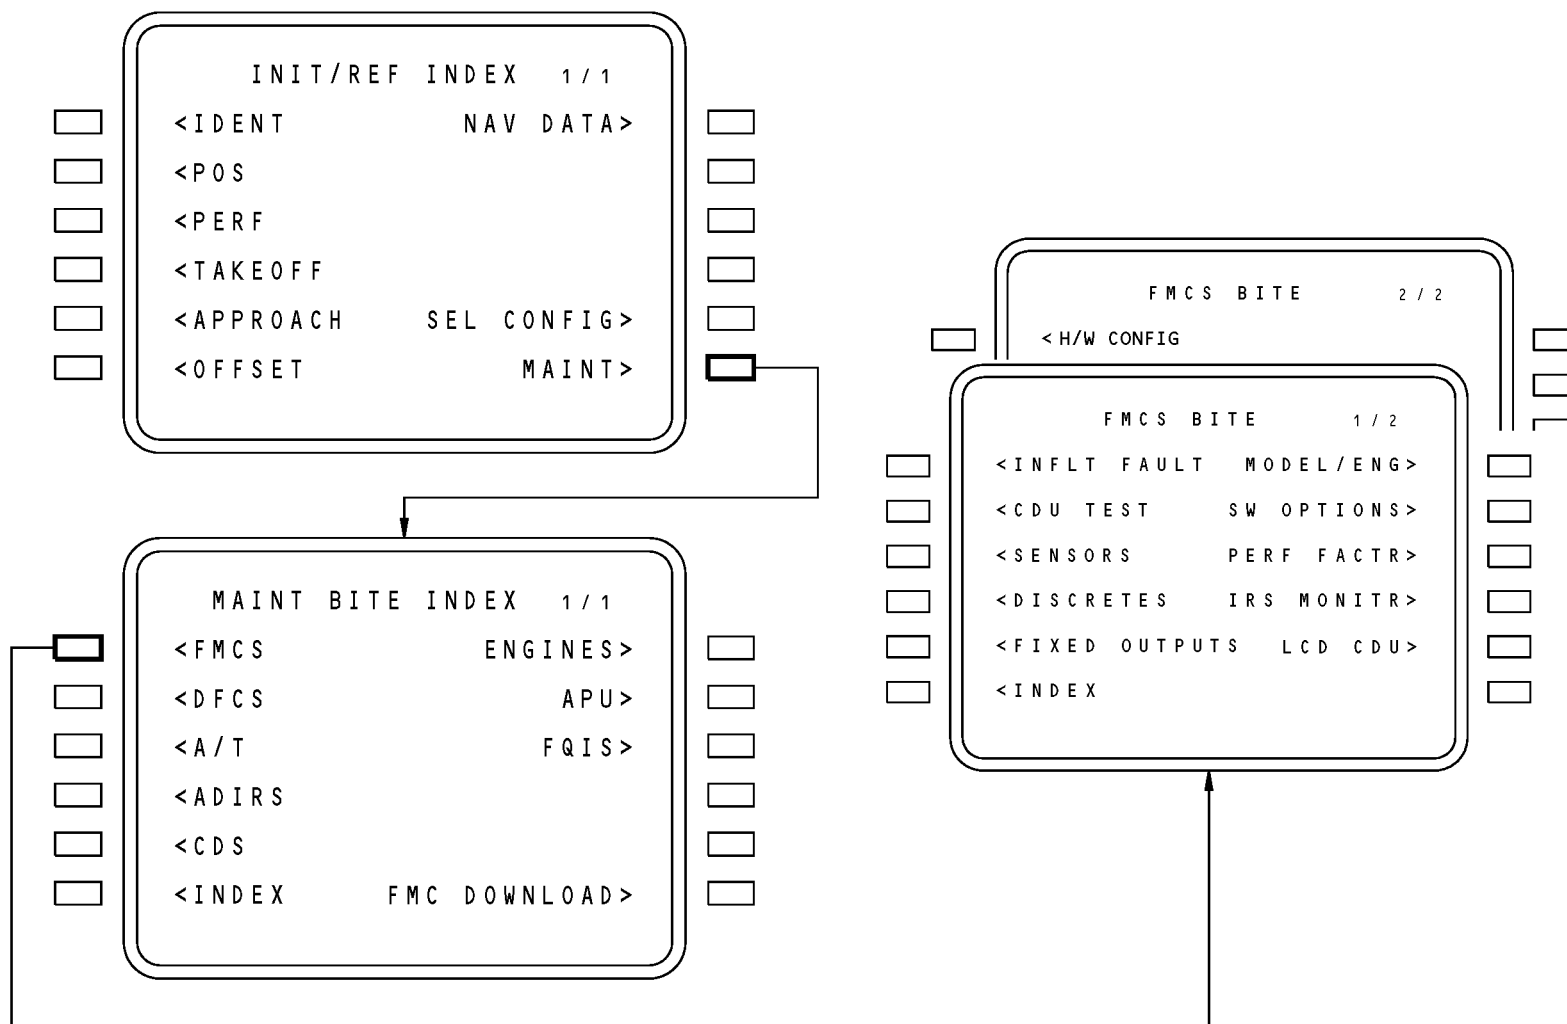 INIT/REF INDEX 1/1
<IDENT NAV DATA>
<POS
<PERF
<TAKEOFF
<APPROACH SEL CONFIG>
<OFFSET MAINT>
MAINT BITE INDEX 1/1
<FMCS ENGINES>
<DFCS APU>
<A/T FQIS>
<ADIRS
<CDS
<INDEX FMC DOWNLOAD>
FMCS BITE 2/2
<H/W CONFIG
FMCS BITE 1/2
<INFLT FAULT MODEL/ENG>
<CDU TEST SW OPTIONS>
<SENSORS PERF FACTR>
<DISCRETES IRS MONITR>
<FIXED OUTPUTS LCD CDU>
<INDEX